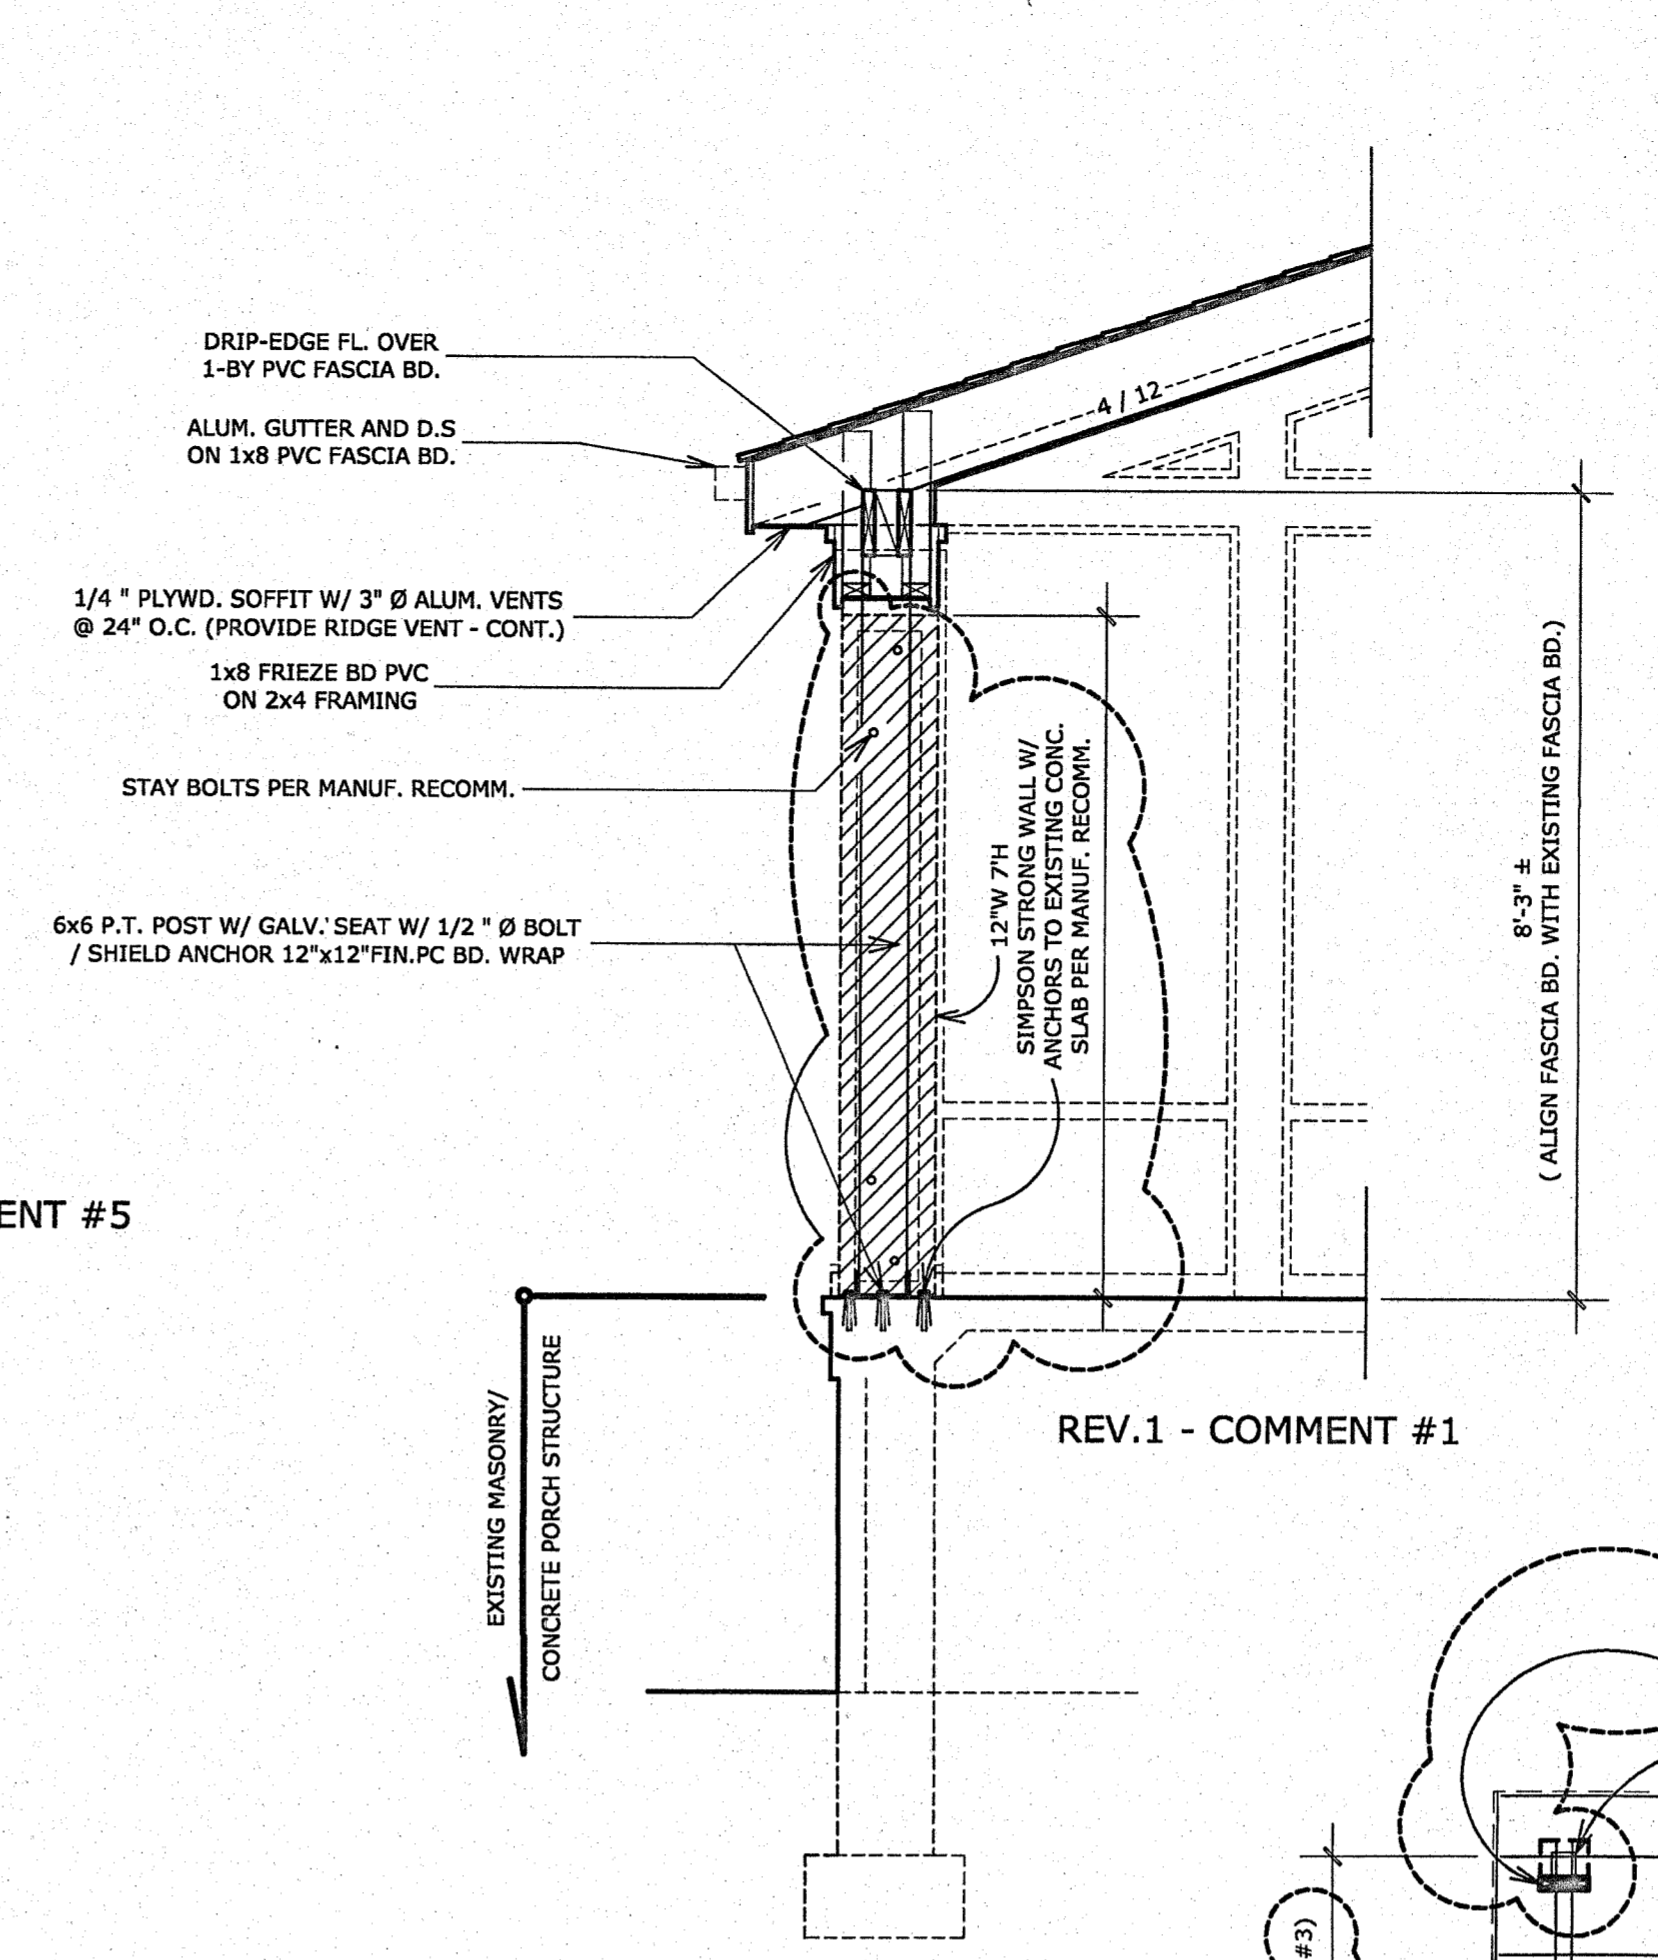 DRIP-EDGE FL. OVER
1-BY PVC FASCIA BD.
ALUM. GUTTER AND D.S
ON 1x8 PVC FASCIA BD.
4 / 12
1/4 " PLYWD. SOFFIT W/ 3" Ø ALUM. VENTS
@ 24" O.C. (PROVIDE RIDGE VENT - CONT.)
1x8 FRIEZE BD PVC
ON 2x4 FRAMING
STAY BOLTS PER MANUF. RECOMM.
6x6 P.T. POST W/ GALV. SEAT W/ 1/2 " Ø BOLT
/ SHIELD ANCHOR 12"x12"FIN.PC BD. WRAP
12"W 7'H
SIMPSON STRONG WALL W/
ANCHORS TO EXISTING CONC.
SLAB PER MANUF. RECOMM.
8'-3" ±
( ALIGN FASCIA BD. WITH EXISTING FASCIA BD.)
ENT #5
EXISTING MASONRY/
CONCRETE PORCH STRUCTURE
REV.1 - COMMENT #1
#3)